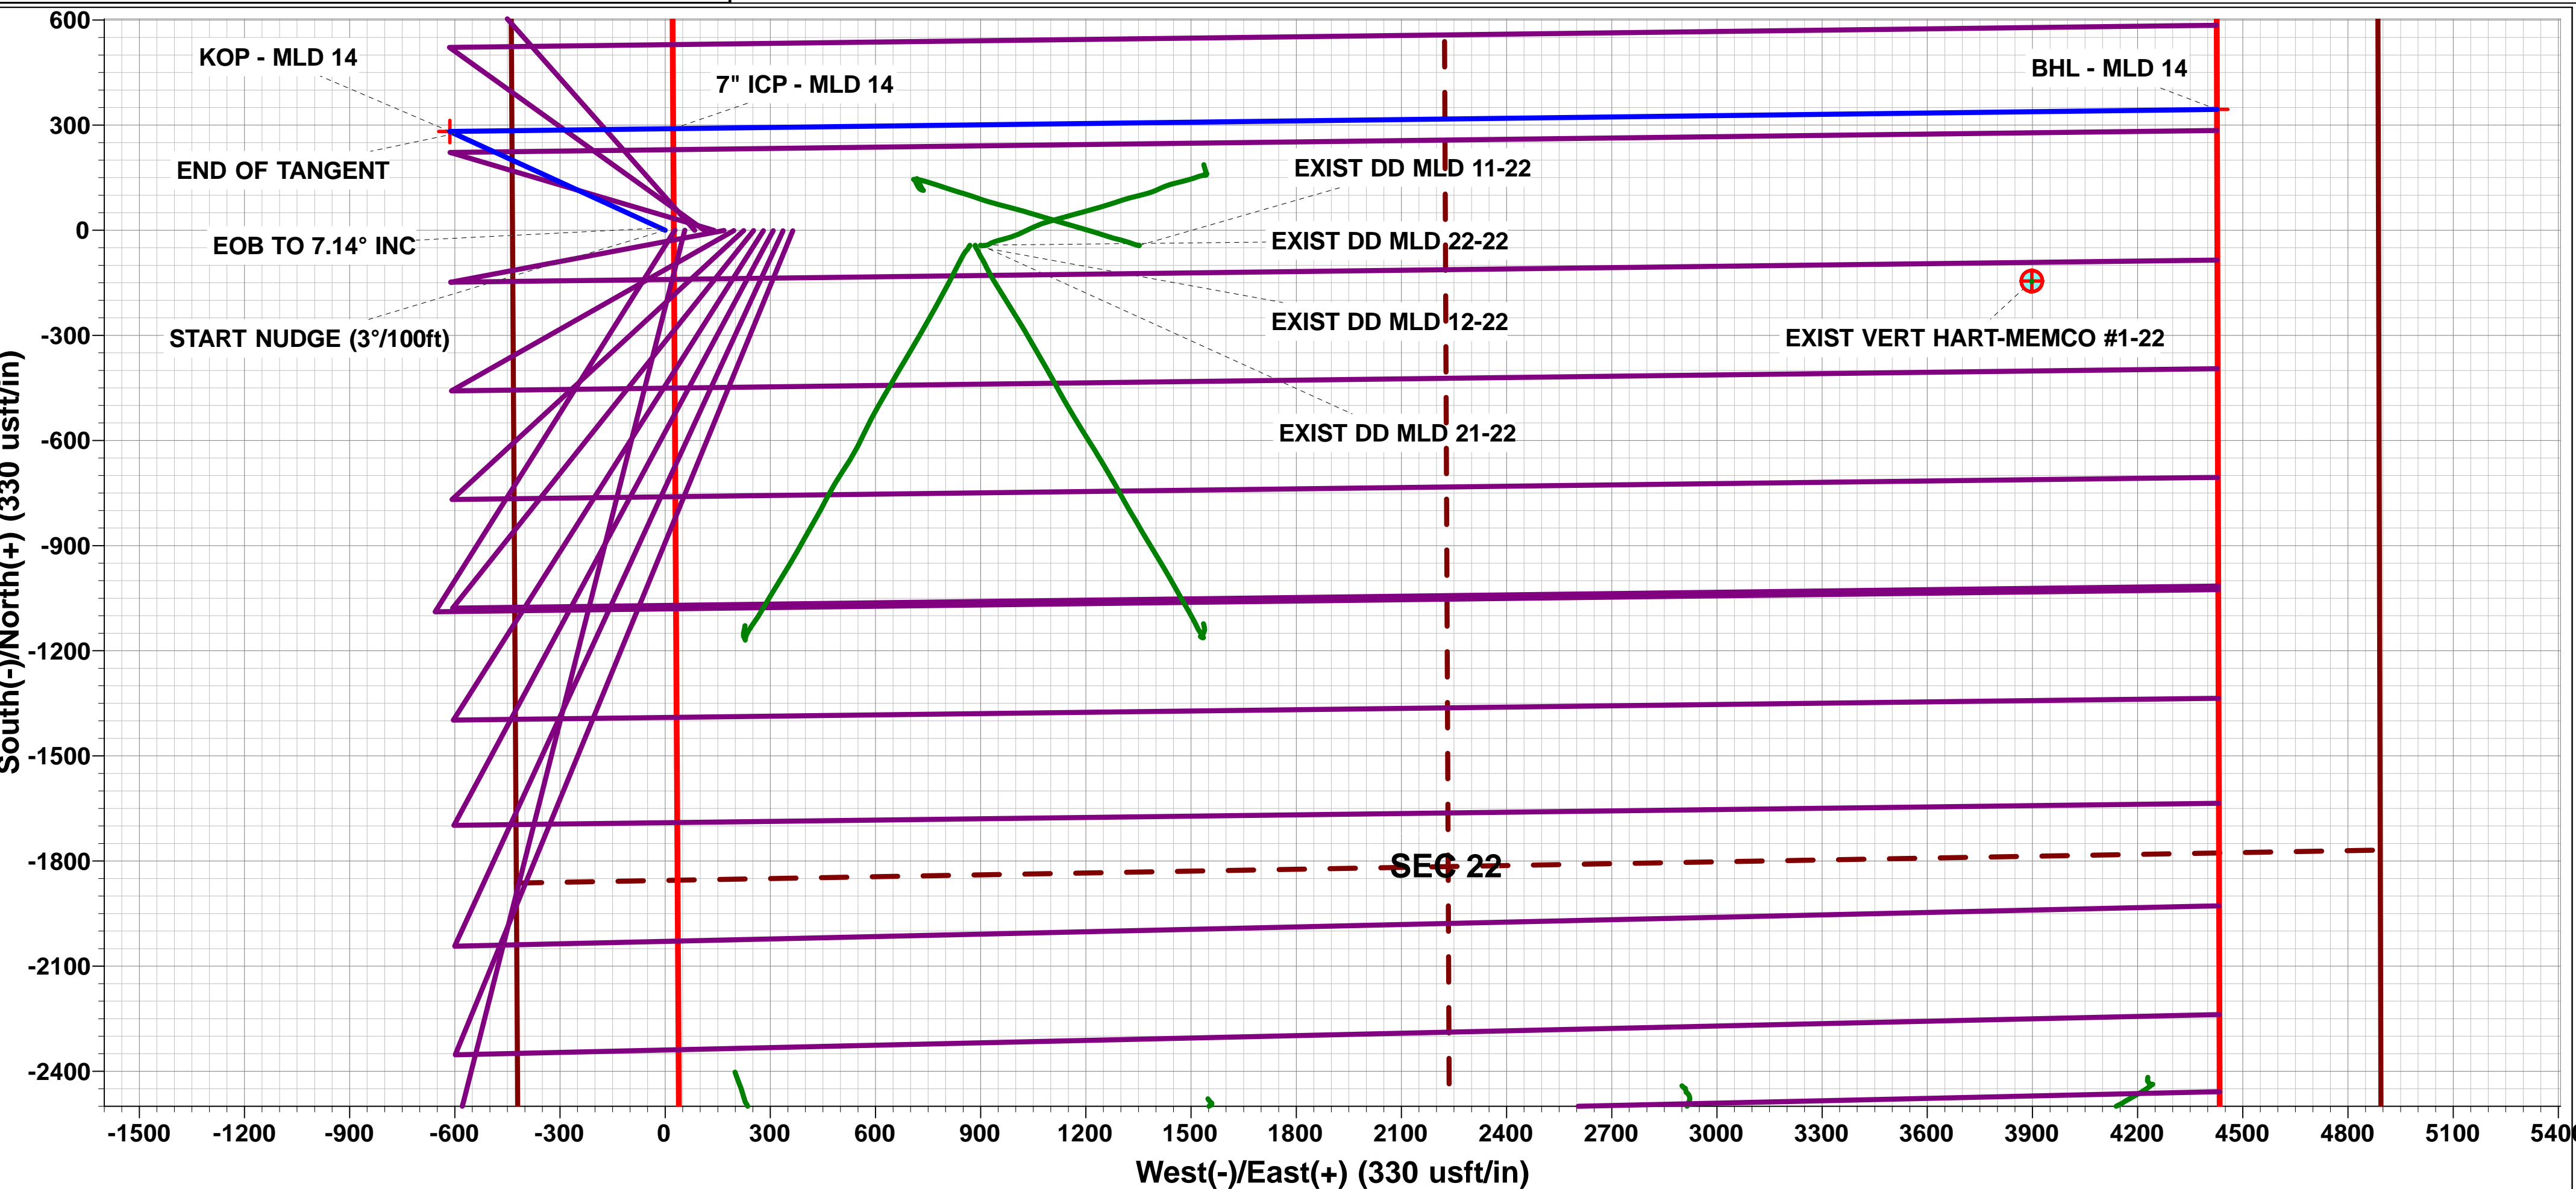 600
300
0
-300
-600
-900
-1200
-1500
-1800
-2100
-2400
South(-)/North(+) (330 usft/in)
KOP - MLD 14
7" ICP - MLD 14
BHL - MLD 14
END OF TANGENT
EXIST DD MLD 11-22
EOB TO 7.14° INC
EXIST DD MLD 22-22
START NUDGE (3°/100ft)
EXIST DD MLD 12-22
EXIST VERT HART-MEMCO #1-22
EXIST DD MLD 21-22
SEC 22
-1500 -1200 -900 -600 -300 0 300 600 900 1200 1500 1800 2100 2400 2700 3000 3300 3600 3900 4200 4500 4800 5100 5400
West(-)/East(+) (330 usft/in)